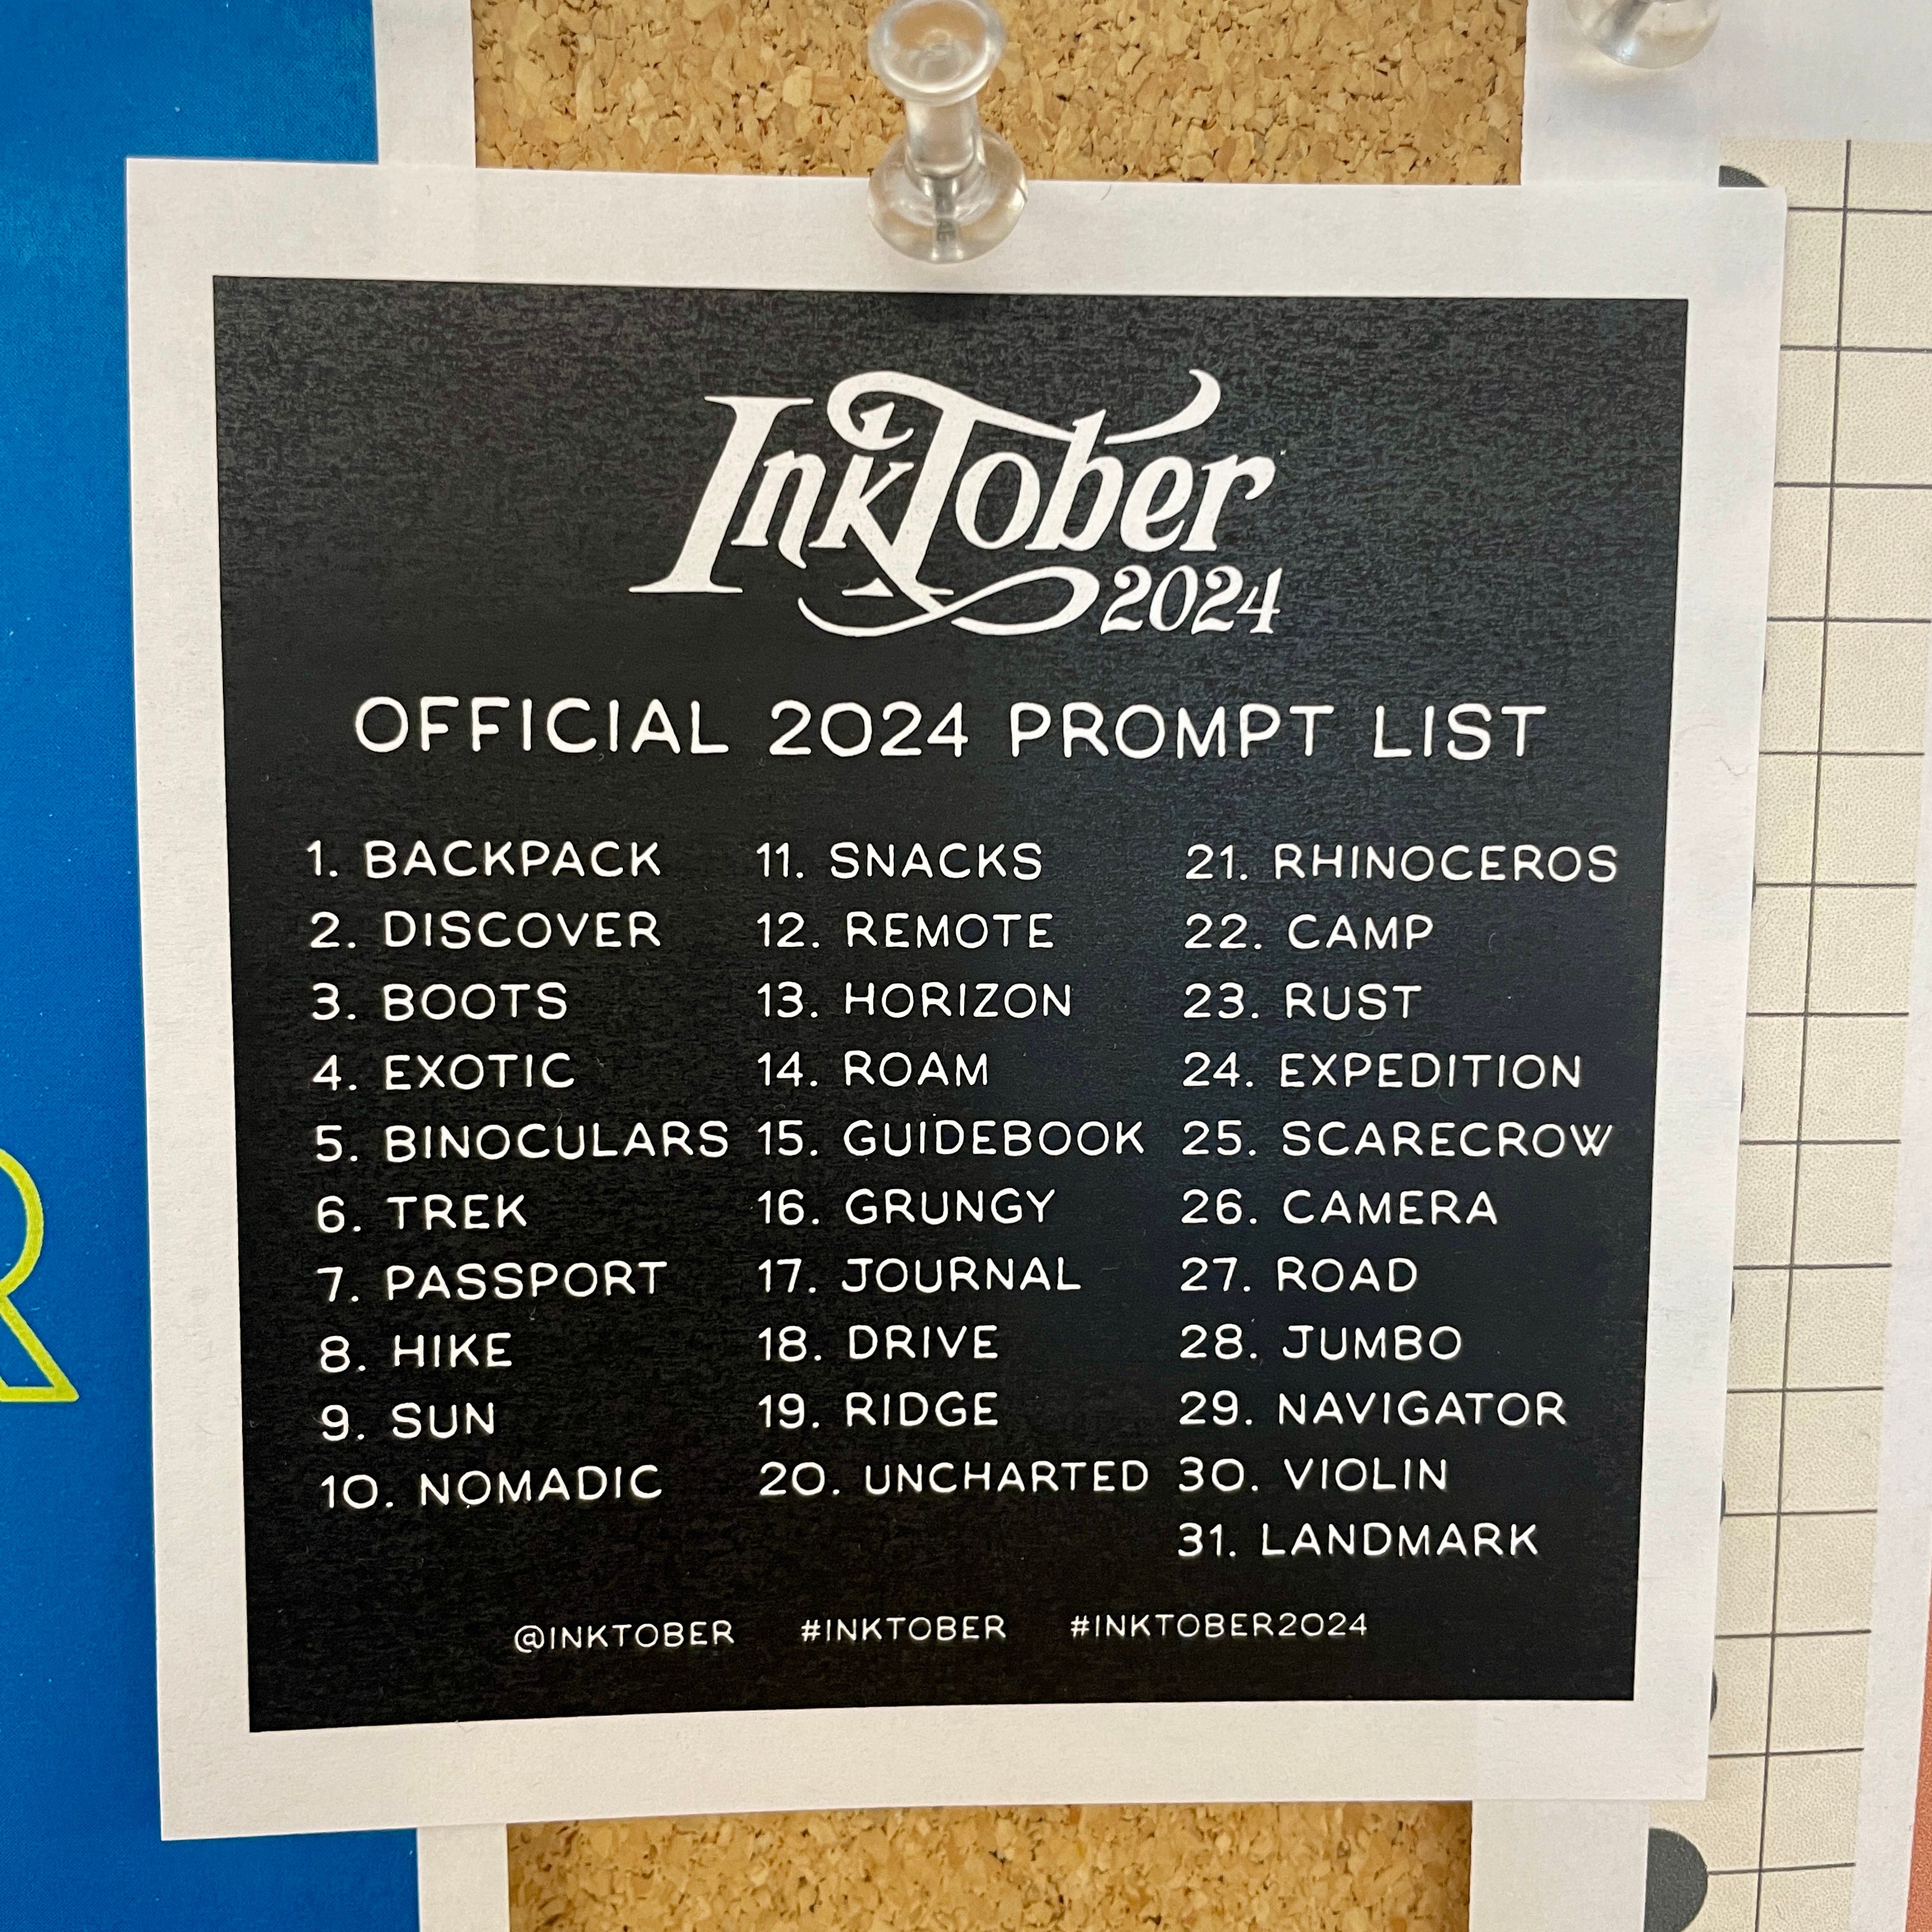 InkTober
2024
OFFICIAL 2024 PROMPT LIST
1. BACKPACK
2. DISCOVER
3. BOOTS
4. EXOTIC
5. BINOCULARS
6. TREK
7. PASSPORT
8. HIKE
9. SUN
10. NOMADIC
11. SNACKS
12. REMOTE
13. HORIZON
14. ROAM
15. GUIDEBOOK
16. GRUNGY
17. JOURNAL
18. DRIVE
19. RIDGE
20. UNCHARTED
21. RHINOCEROS
22. CAMP
23. RUST
24. EXPEDITION
25. SCARECROW
26. CAMERA
27. ROAD
28. JUMBO
29. NAVIGATOR
30. VIOLIN
31. LANDMARK
@INKTOBER #INKTOBER #INKTOBER2024
R